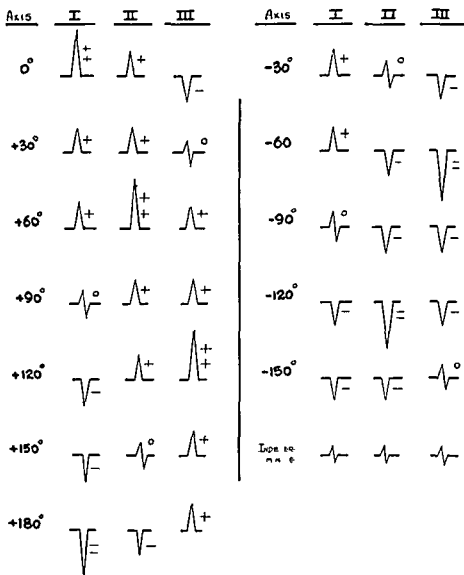 AXIS I II III
0° ++ + −
+30° + + o
+60° + ++ +
+90° o + +
+120° − + ++
+150° − o +
+180° = − +
AXIS I II III
-30° + o −
-60 + − =
-90° o − −
-120° − = −
-150° − − o